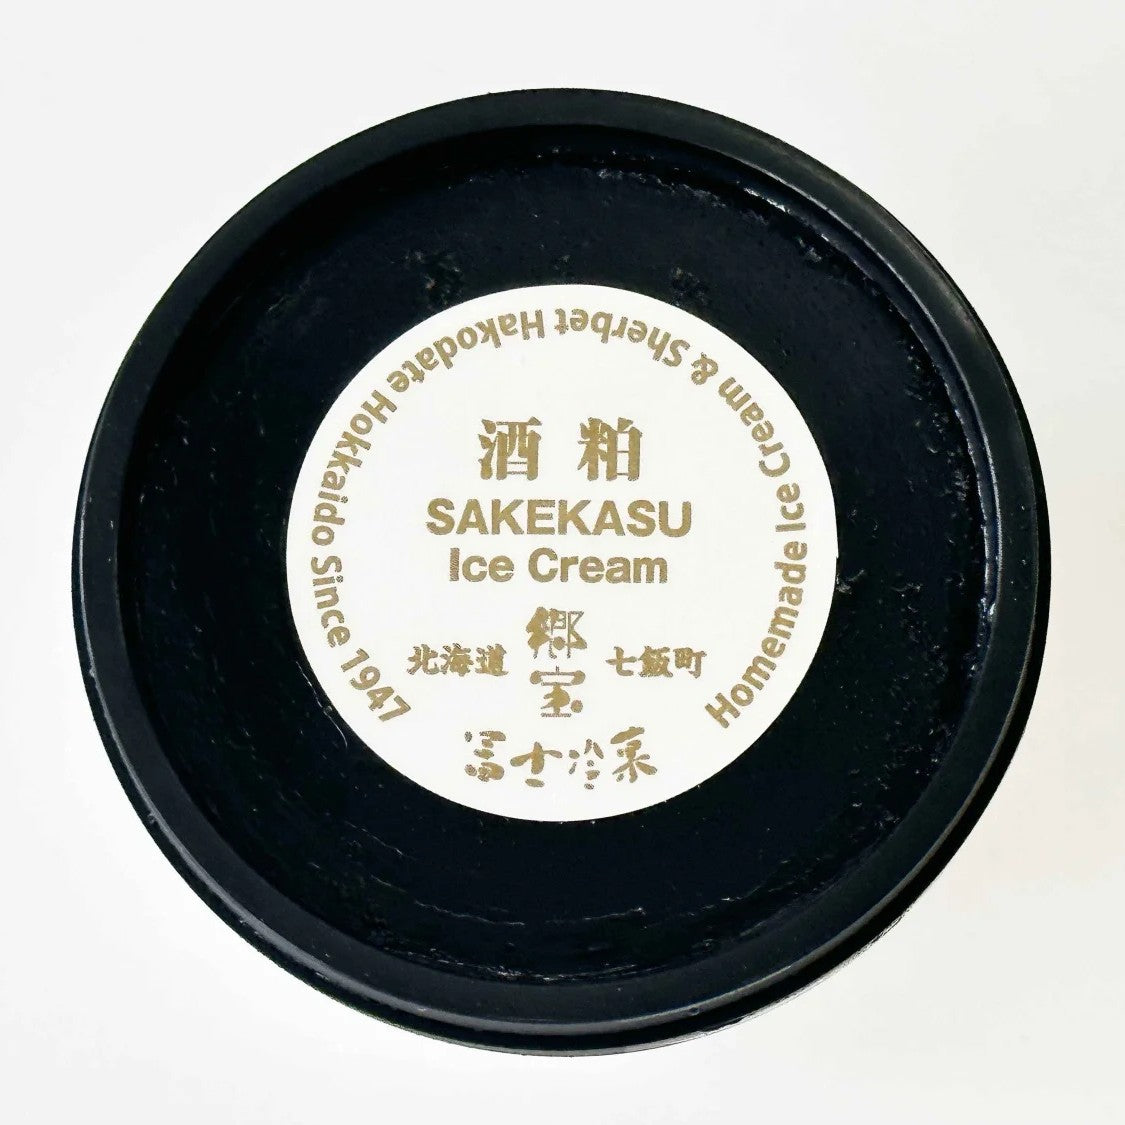 Homemade Ice Cream & Sherbet Hakodate Hokkaido Since 1947
酒粕
SAKEKASU
Ice Cream
北海道 郷宝 七飯町
冨士冷菓